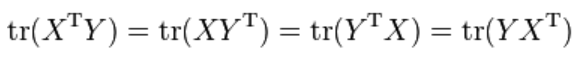 tr(XᵀY) = tr(XYᵀ) = tr(YᵀX) = tr(YXᵀ)